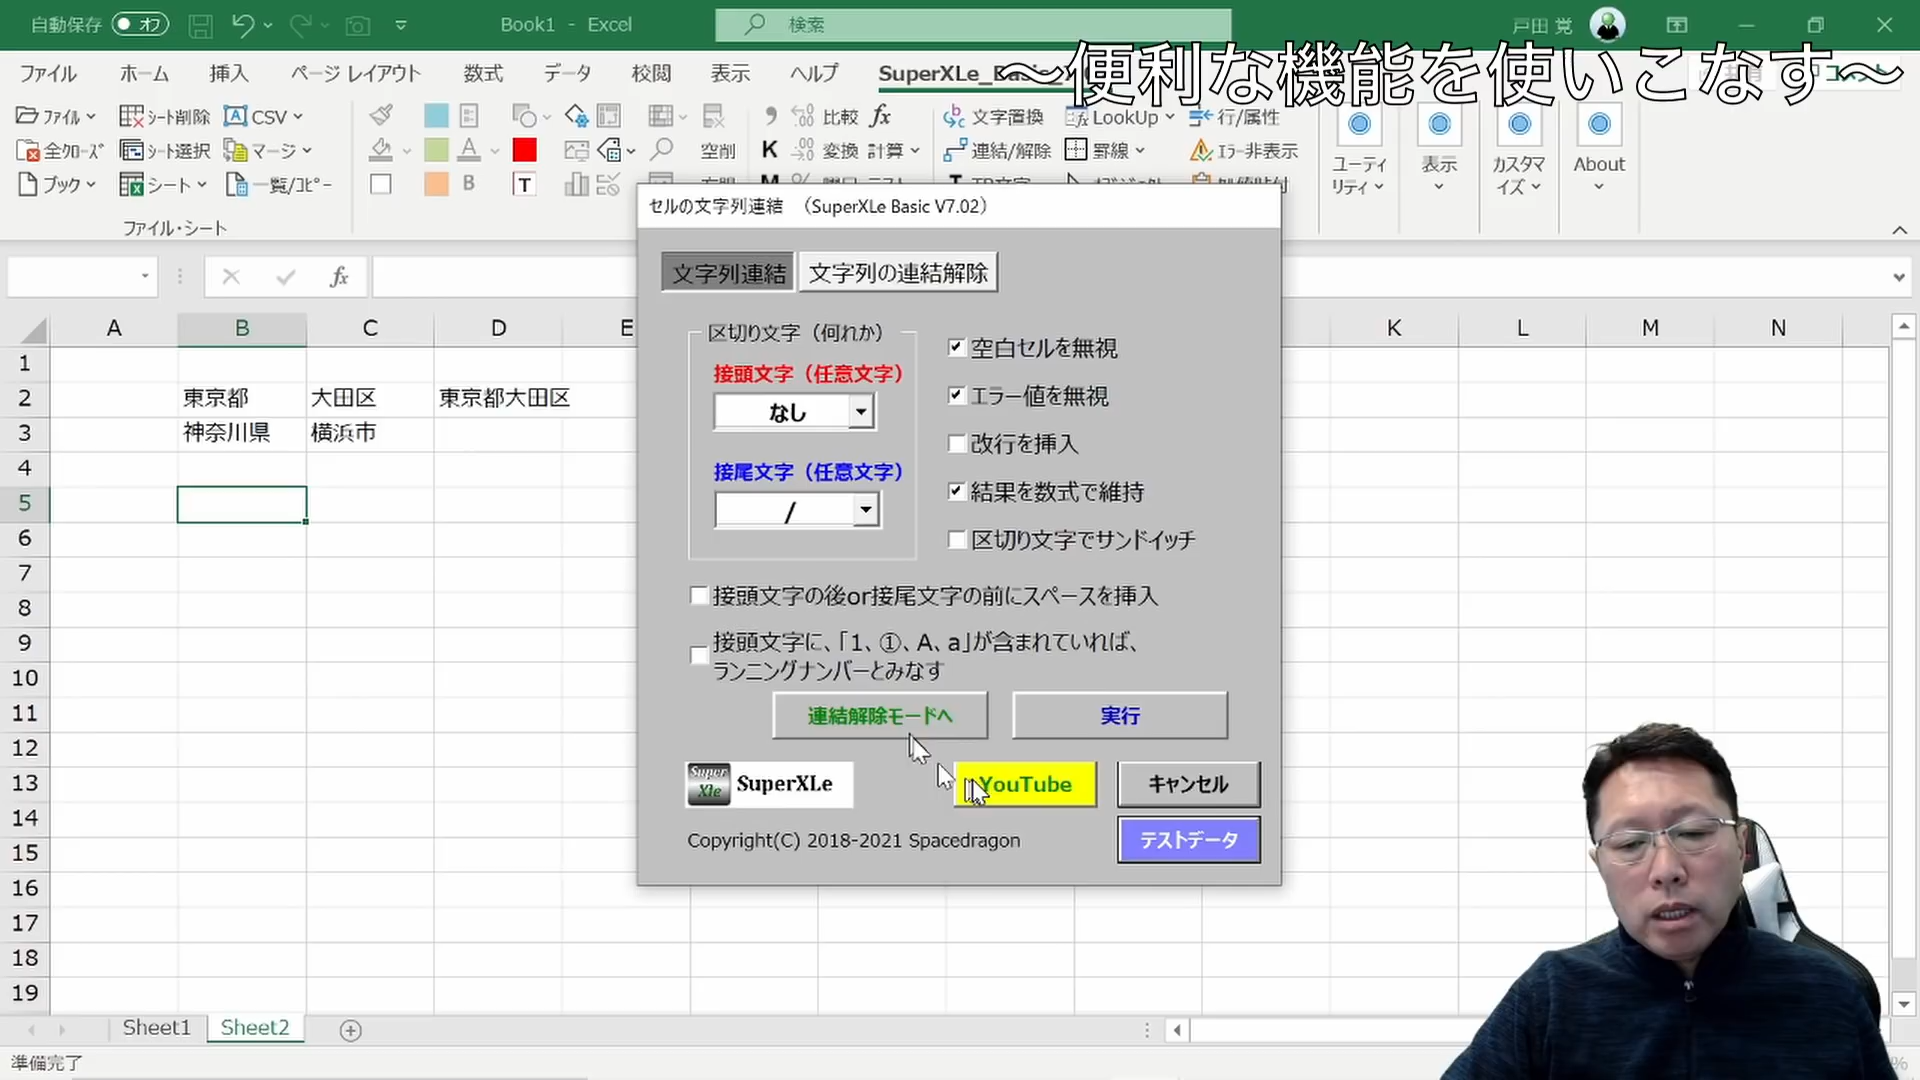 自動保存 オフ Book1 - Excel 検索 戸田 覚
～便利な機能を使いこなす～
ファイル ホーム 挿入 ページ レイアウト 数式 データ 校閲 表示 ヘルプ SuperXLe_Basic_
ファイル シート削除 CSV 比較 fx 文字置換 LookUp 行/属性
全クローズ シート選択 マージ 空削 K 変換 計算 連結/解除 罫線 エラー非表示
ブック シート 一覧/コピー B T
ファイル・シート
ユーティリティ 表示 カスタマイズ About
fx
セルの文字列連結 （SuperXLe Basic V7.02）
文字列連結 文字列の連結解除
区切り文字（何れか）
接頭文字（任意文字）
なし
接尾文字（任意文字）
/
空白セルを無視
エラー値を無視
改行を挿入
結果を数式で維持
区切り文字でサンドイッチ
接頭文字の後or接尾文字の前にスペースを挿入
接頭文字に、「1、①、A、a」が含まれていれば、
ランニングナンバーとみなす
連結解除モードへ 実行
Super Xle SuperXLe YouTube キャンセル
Copyright(C) 2018-2021 Spacedragon テストデータ
A B C D E K L M N
1
2 東京都 大田区 東京都大田区
3 神奈川県 横浜市
4
5
6
7
8
9
10
11
12
13
14
15
16
17
18
19
Sheet1 Sheet2
準備完了